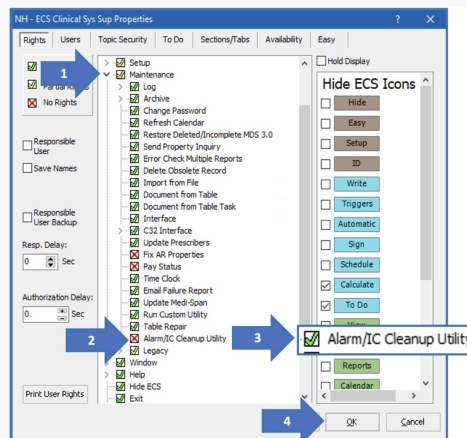 NH - ECS Clinical Sys Sup Properties
? X
Rights Users Topic Security To Do Sections/Tabs Availability Easy
Partial Rights
No Rights
Responsible
User
Save Names
Responsible
User Backup
Resp. Delay:
0 Sec
Authorization Delay:
0 Sec
Print User Rights
1
Setup
Maintenance
Log
Archive
Change Password
Refresh Calendar
Restore Deleted/Incomplete MDS 3.0
Send Property Inquiry
Error Check Multiple Reports
Delete Obsolete Record
Import from File
Document from Table
Document from Table Task
Interface
C32 Interface
Update Prescribers
Fix AR Properties
Pay Status
Time Clock
Email Failure Report
Update Medi-Span
Run Custom Utility
Table Repair
2
Alarm/IC Cleanup Utility
Legacy
Window
Help
Hide ECS
Exit
Hold Display
Hide ECS Icons
Hide
Easy
Setup
ID
Write
Triggers
Automatic
Sign
Schedule
Calculate
To Do
3
Alarm/IC Cleanup Utility
Reports
Calendar
4
OK
Cancel